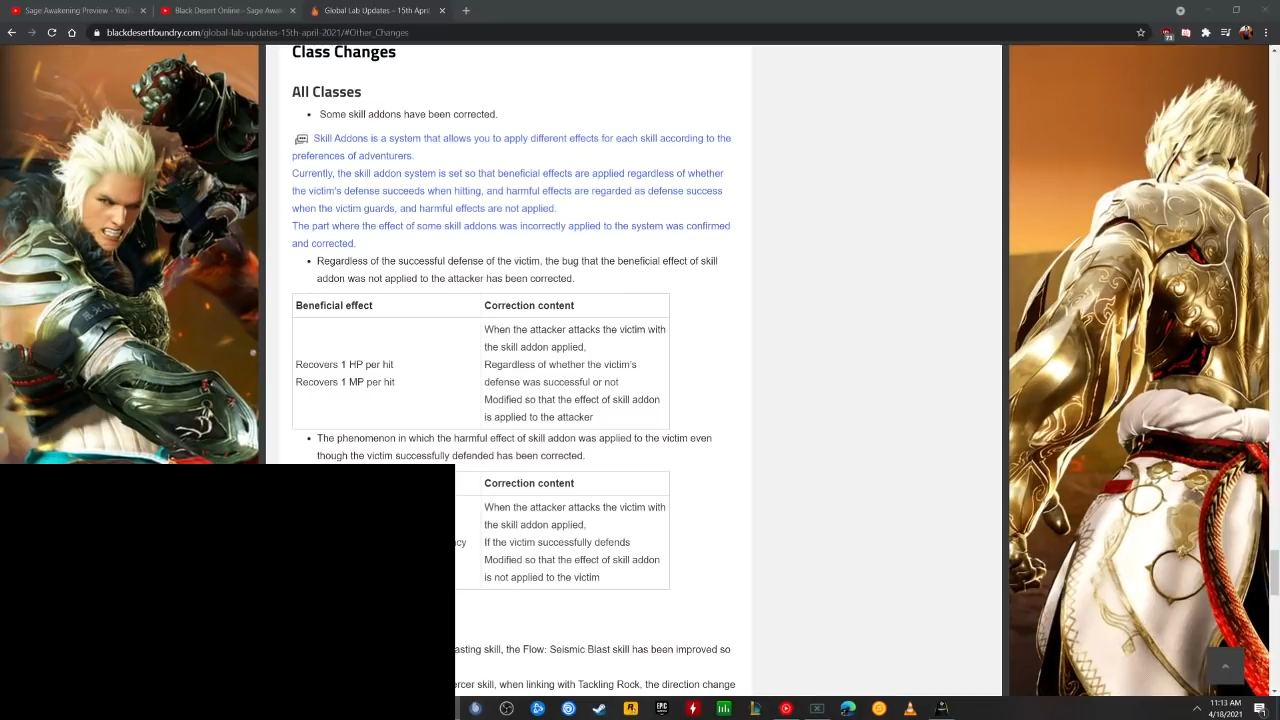 Sage Awakening Preview - YouT
Black Desert Online - Sage Awak
Global Lab Updates – 15th April
blackdesertfoundry.com/global-lab-updates-15th-april-2021/#Other_Changes
Class Changes
All Classes
Some skill addons have been corrected.
Skill Addons is a system that allows you to apply different effects for each skill according to the
preferences of adventurers.
Currently, the skill addon system is set so that beneficial effects are applied regardless of whether
the victim's defense succeeds when hitting, and harmful effects are regarded as defense success
when the victim guards, and harmful effects are not applied.
The part where the effect of some skill addons was incorrectly applied to the system was confirmed
and corrected.
Regardless of the successful defense of the victim, the bug that the beneficial effect of skill
addon was not applied to the attacker has been corrected.
Beneficial effect
Correction content
Recovers 1 HP per hit
Recovers 1 MP per hit
When the attacker attacks the victim with
the skill addon applied,
Regardless of whether the victim's
defense was successful or not
Modified so that the effect of skill addon
is applied to the attacker
The phenomenon in which the harmful effect of skill addon was applied to the victim even
though the victim successfully defended has been corrected.
Correction content
When the attacker attacks the victim with
the skill addon applied,
If the victim successfully defends
Modified so that the effect of skill addon
is not applied to the victim
asting skill, the Flow: Seismic Blast skill has been improved so
ercer skill, when linking with Tackling Rock, the direction change
11:13 AM
4/18/2021